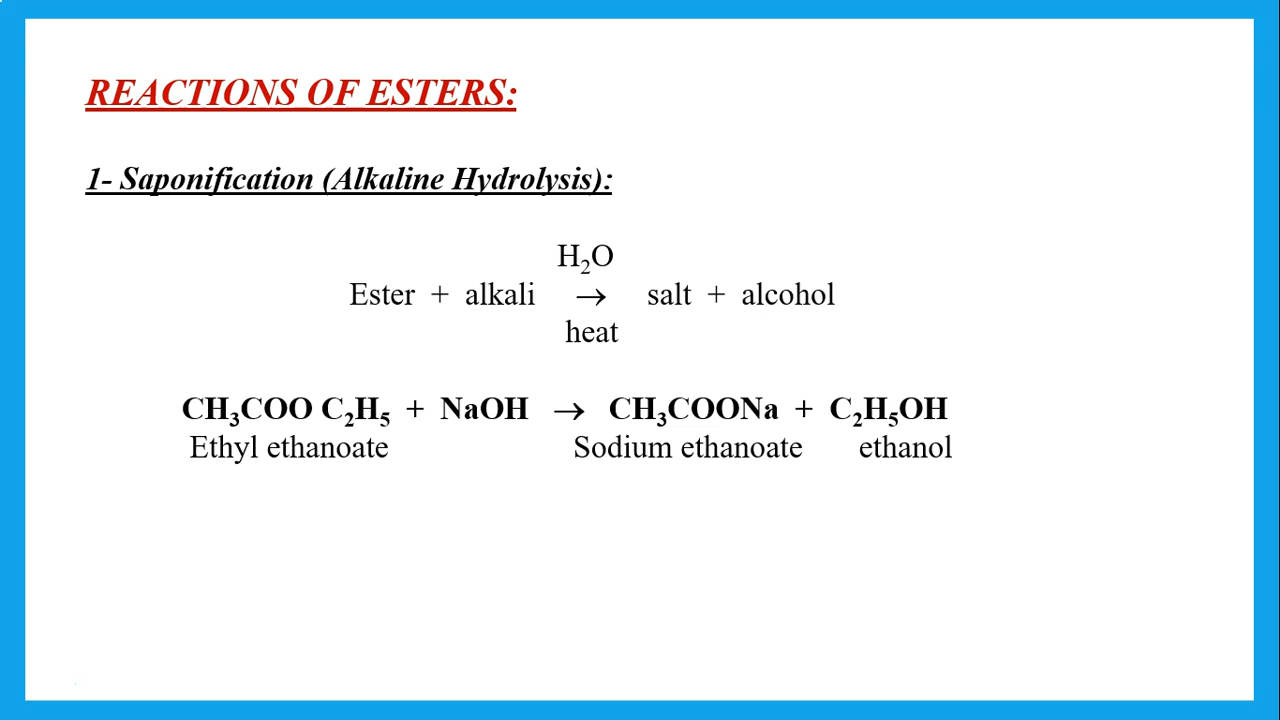 REACTIONS OF ESTERS:
1- Saponification (Alkaline Hydrolysis):
H₂O
Ester + alkali → salt + alcohol
heat
CH₃COO C₂H₅ + NaOH → CH₃COONa + C₂H₅OH
Ethyl ethanoate Sodium ethanoate ethanol